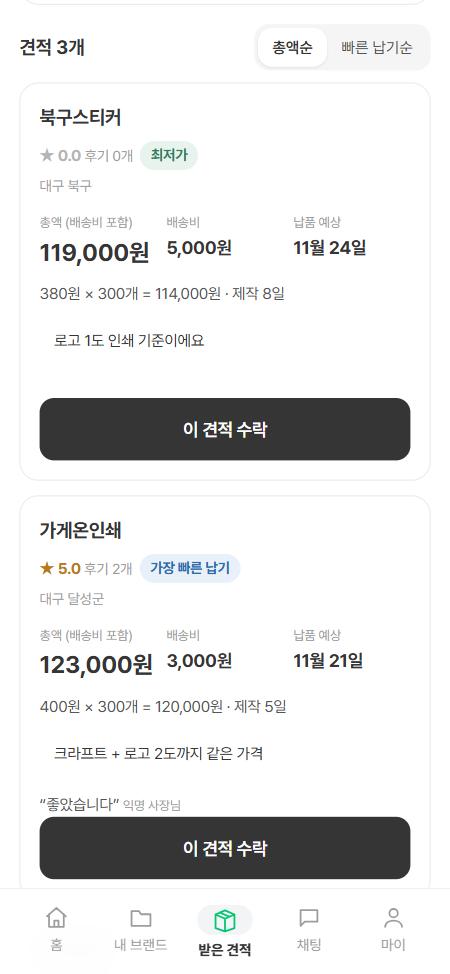 견적 3개
총액순 빠른 납기순
북구스티커
★ 0.0 후기 0개 최저가
대구 북구
총액 (배송비 포함) 배송비 납품 예상
119,000원 5,000원 11월 24일
380원 × 300개 = 114,000원 · 제작 8일
로고 1도 인쇄 기준이에요
이 견적 수락
가게온인쇄
★ 5.0 후기 2개 가장 빠른 납기
대구 달성군
총액 (배송비 포함) 배송비 납품 예상
123,000원 3,000원 11월 21일
400원 × 300개 = 120,000원 · 제작 5일
크라프트 + 로고 2도까지 같은 가격
“좋았습니다” 익명 사장님
이 견적 수락
홈 내 브랜드 받은 견적 채팅 마이